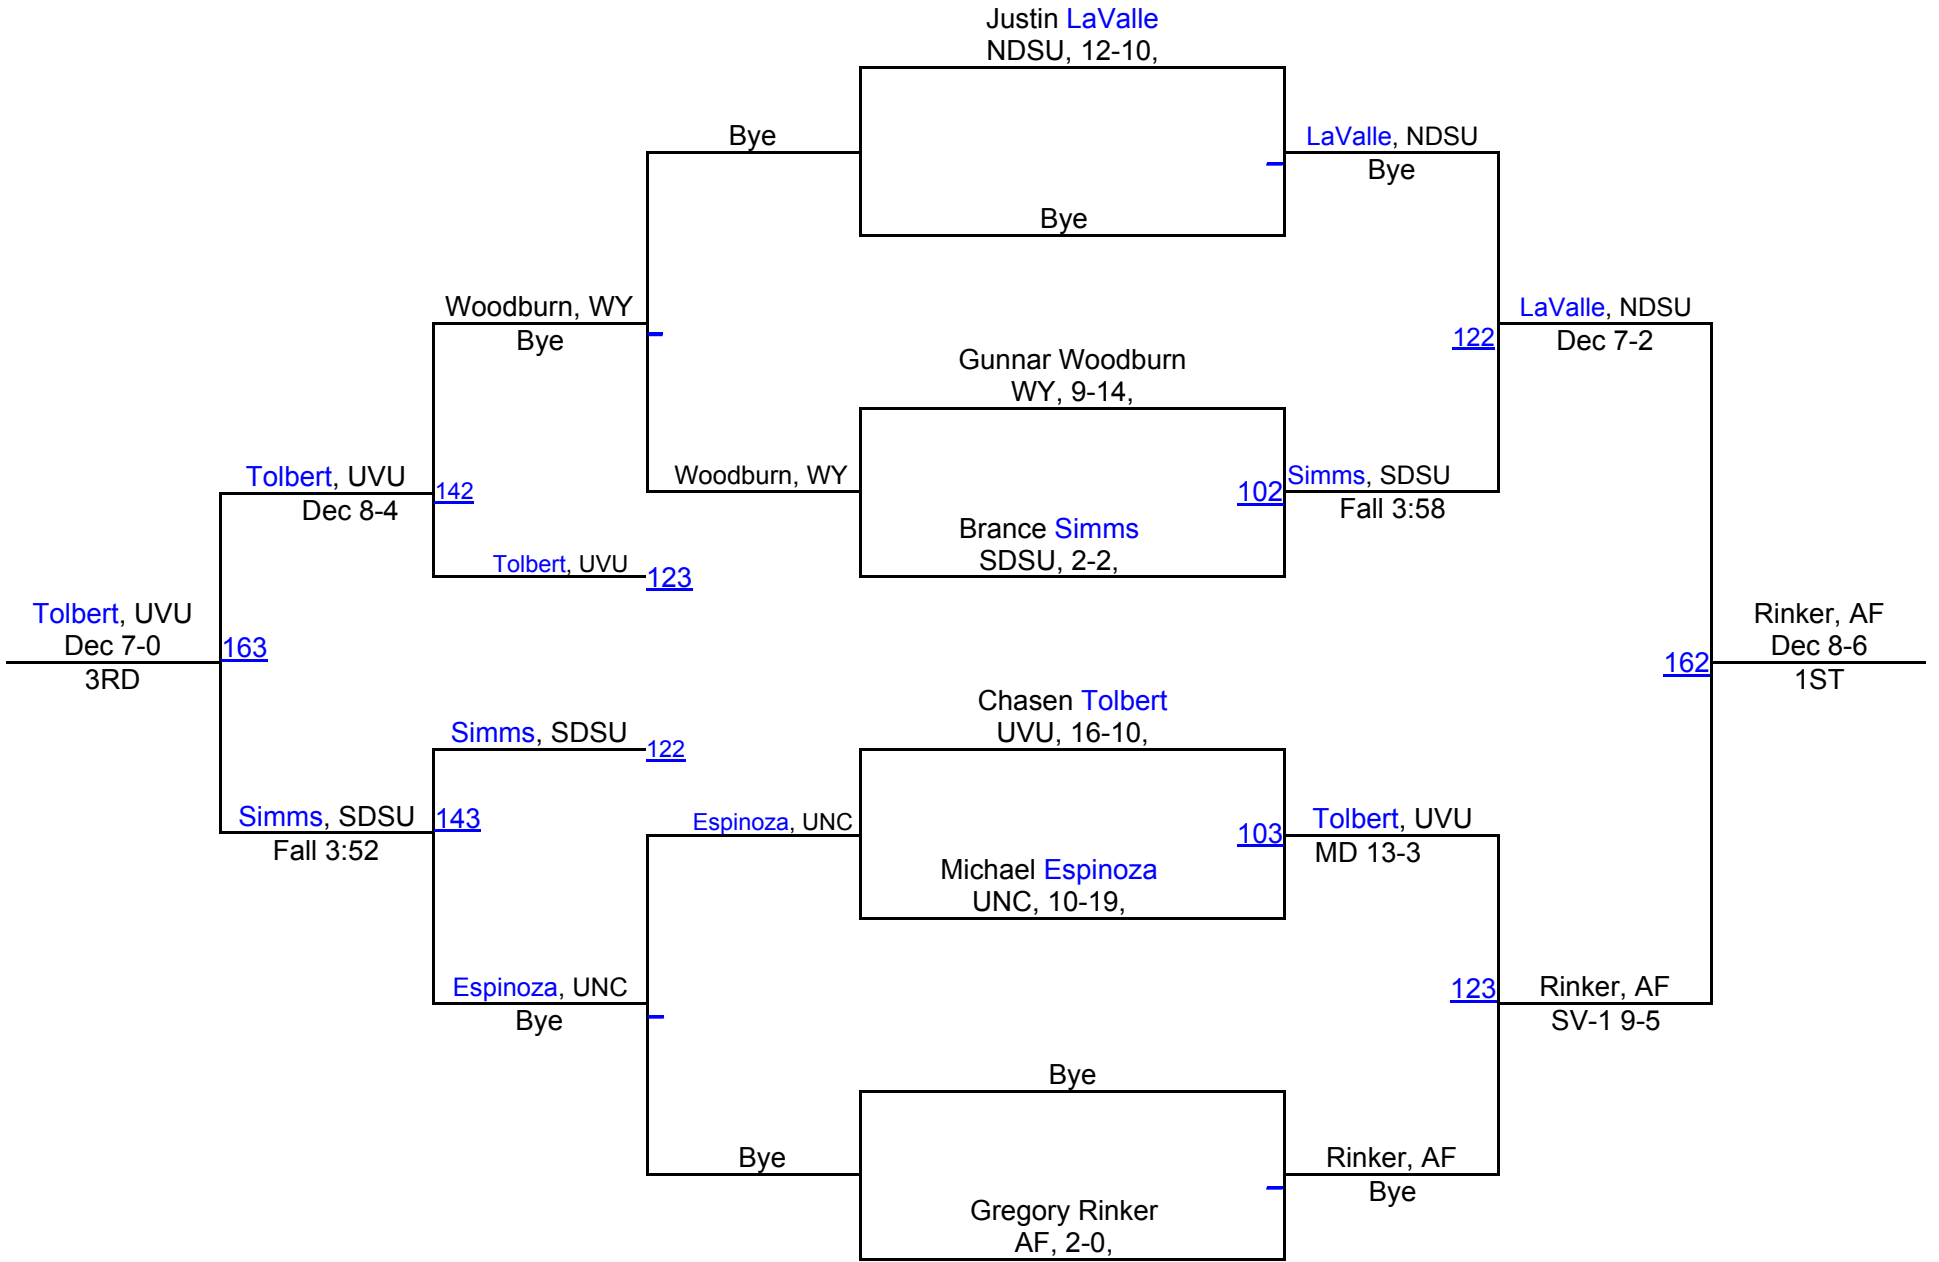 Justin LaValle
NDSU, 12-10,
Bye
LaValle, NDSU
Bye
Bye
Woodburn, WY
Bye
LaValle, NDSU
122
Dec 7-2
Gunnar Woodburn
WY, 9-14,
Tolbert, UVU
142
Dec 8-4
Woodburn, WY
102
Simms, SDSU
Fall 3:58
Brance Simms
SDSU, 2-2,
Tolbert, UVU
123
Tolbert, UVU
Dec 7-0
163
3RD
Rinker, AF
Dec 8-6
162
1ST
Chasen Tolbert
UVU, 16-10,
Simms, SDSU
122
Simms, SDSU
143
Fall 3:52
Espinoza, UNC
103
Tolbert, UVU
MD 13-3
Michael Espinoza
UNC, 10-19,
Espinoza, UNC
Bye
123
Rinker, AF
SV-1 9-5
Bye
Bye
Rinker, AF
Bye
Gregory Rinker
AF, 2-0,